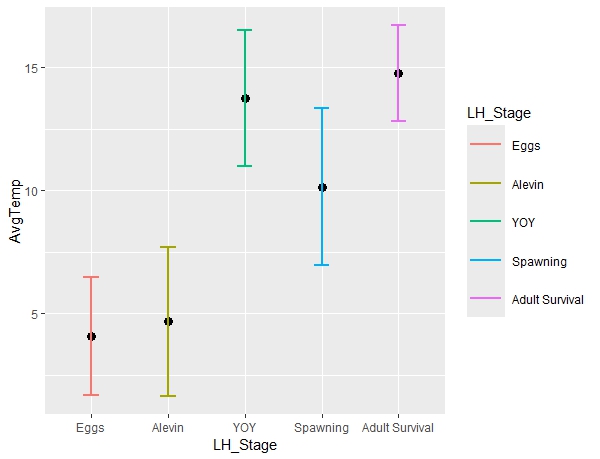 AvgTemp
15
10
5
Eggs
Alevin
YOY
Spawning
Adult Survival
LH_Stage
LH_Stage
Eggs
Alevin
YOY
Spawning
Adult Survival